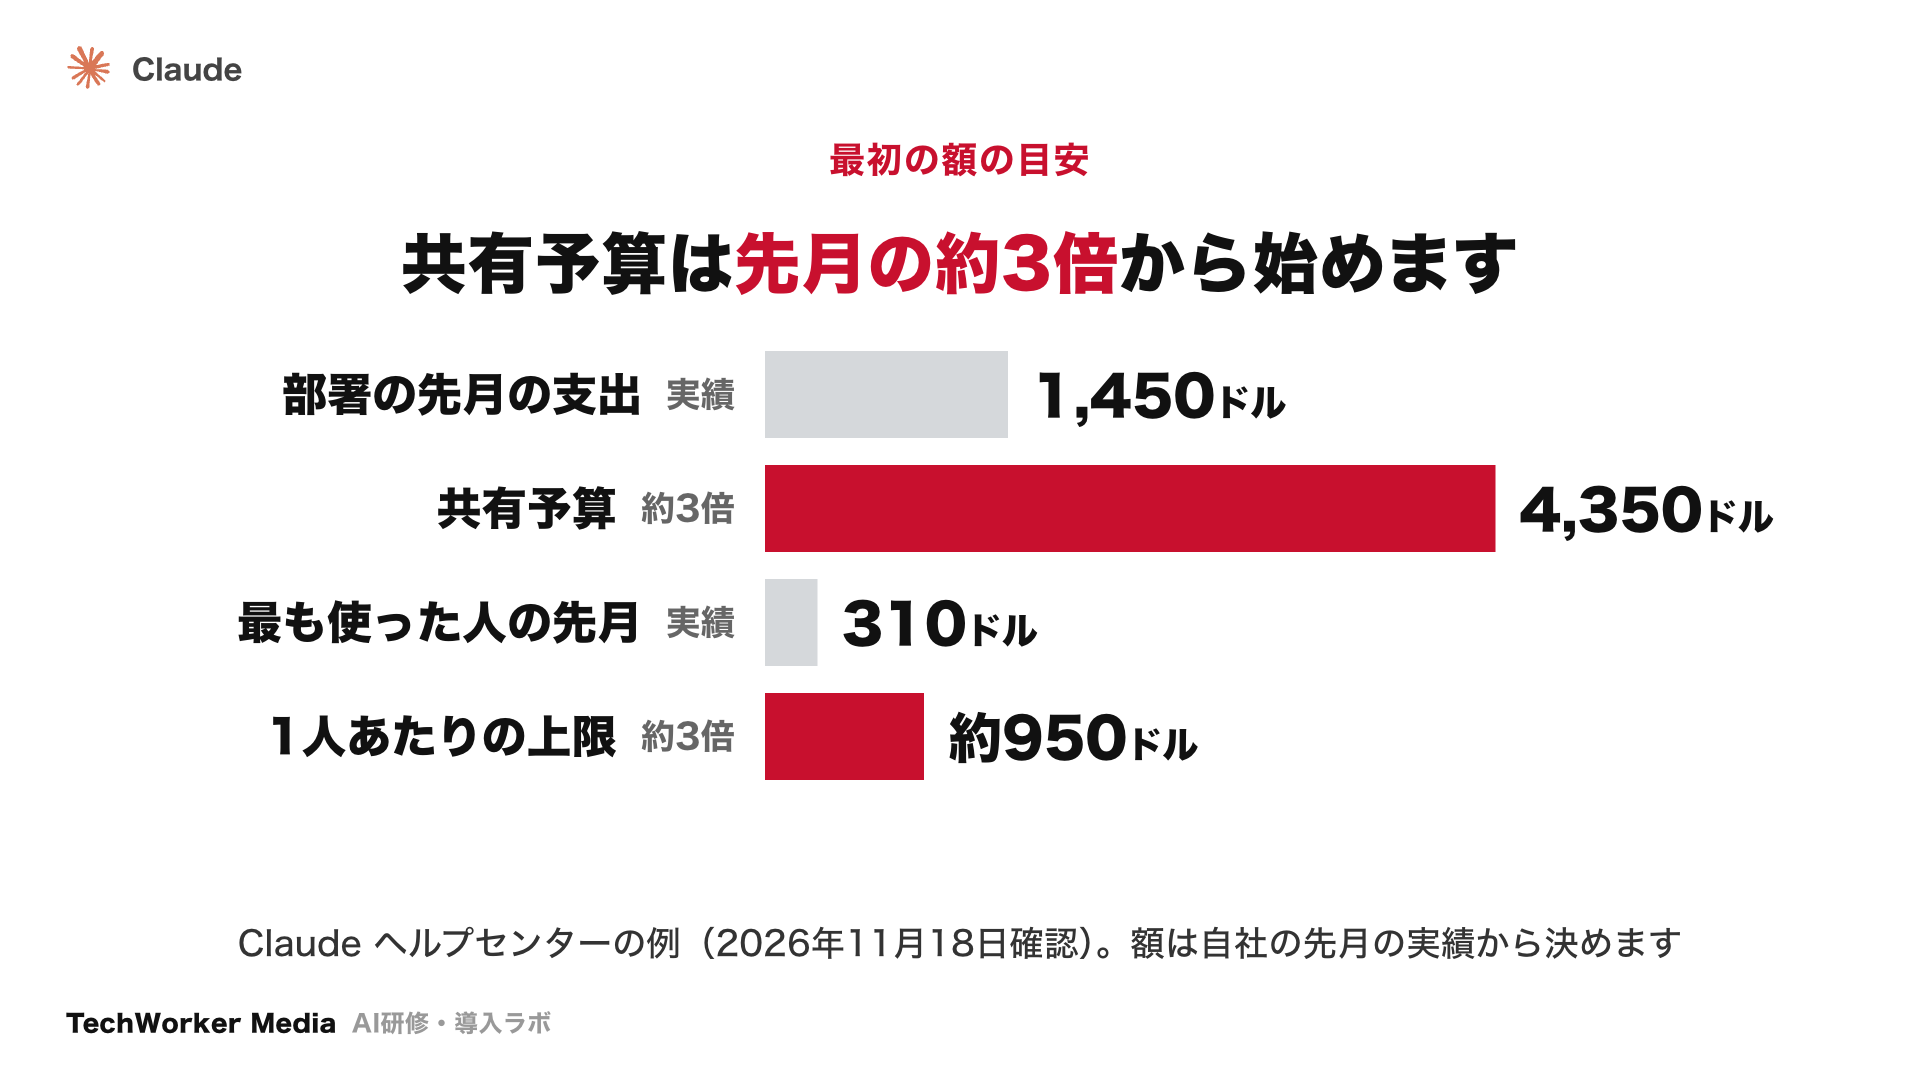 Claude
最初の額の目安
共有予算は先月の約3倍から始めます
部署の先月の支出 実績 1,450ドル
共有予算 約3倍 4,350ドル
最も使った人の先月 実績 310ドル
1人あたりの上限 約3倍 約950ドル
Claude ヘルプセンターの例（2026年11月18日確認）。額は自社の先月の実績から決めます
TechWorker Media AI研修・導入ラボ